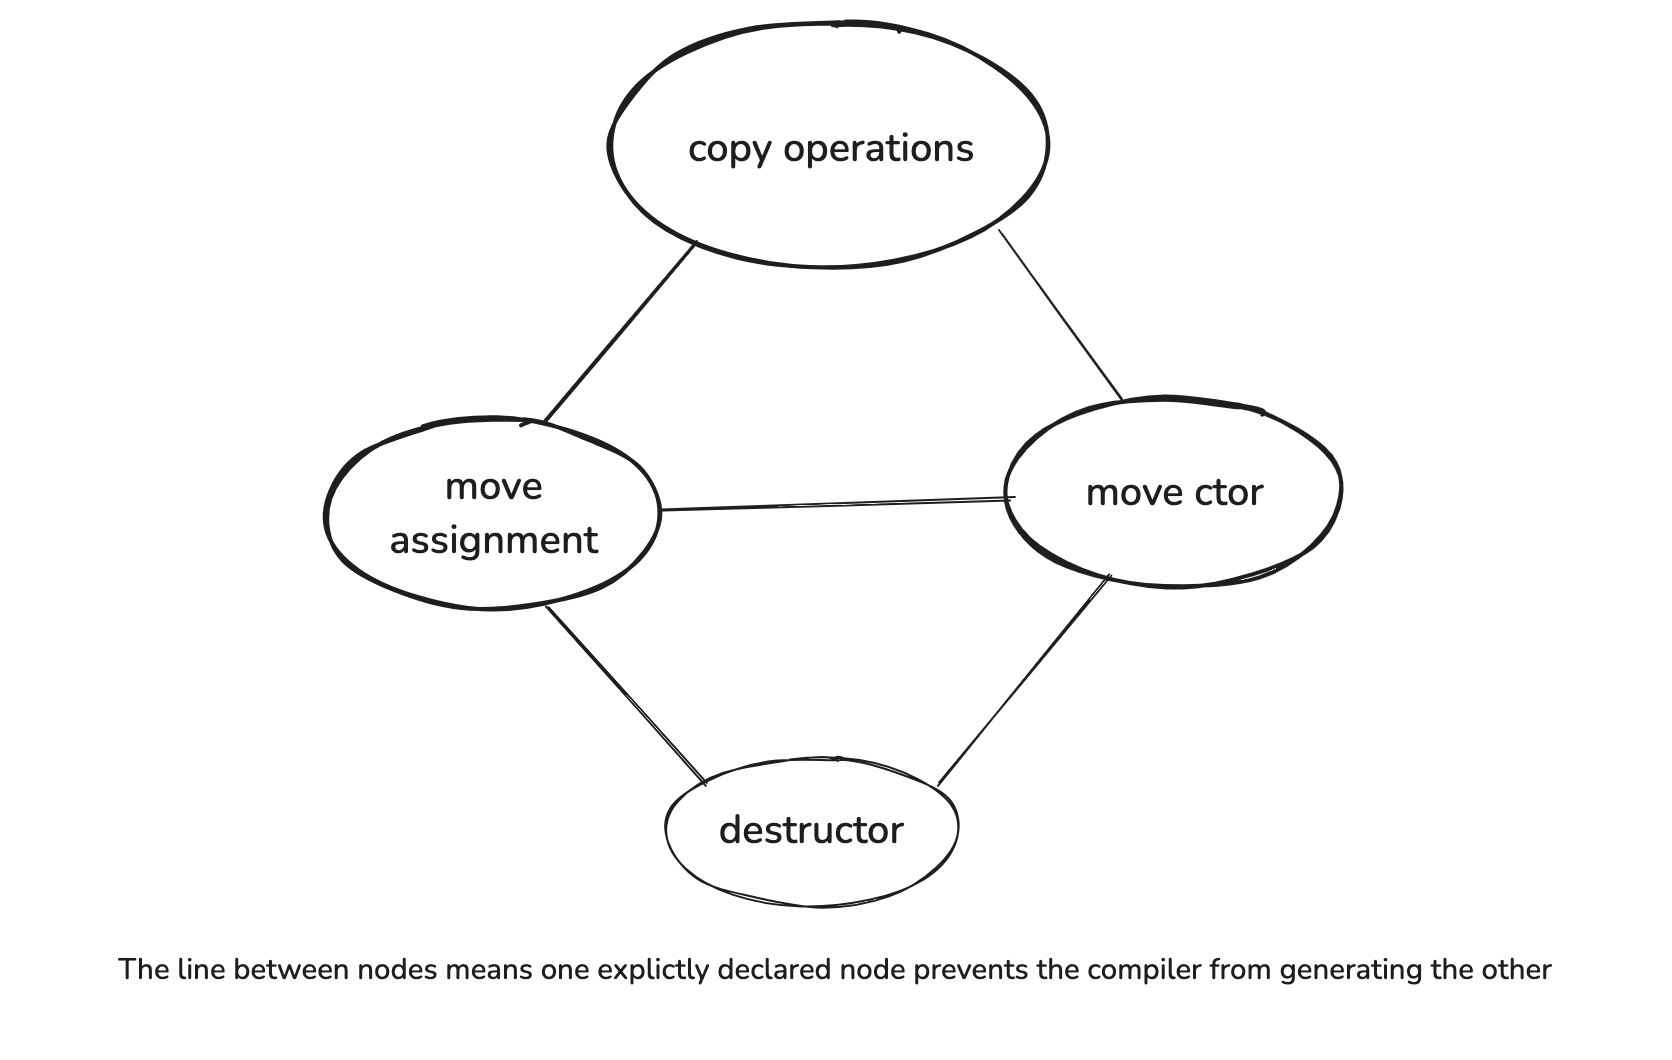 copy operations
move
assignment
move ctor
destructor
The line between nodes means one explictly declared node prevents the compiler from generating the other